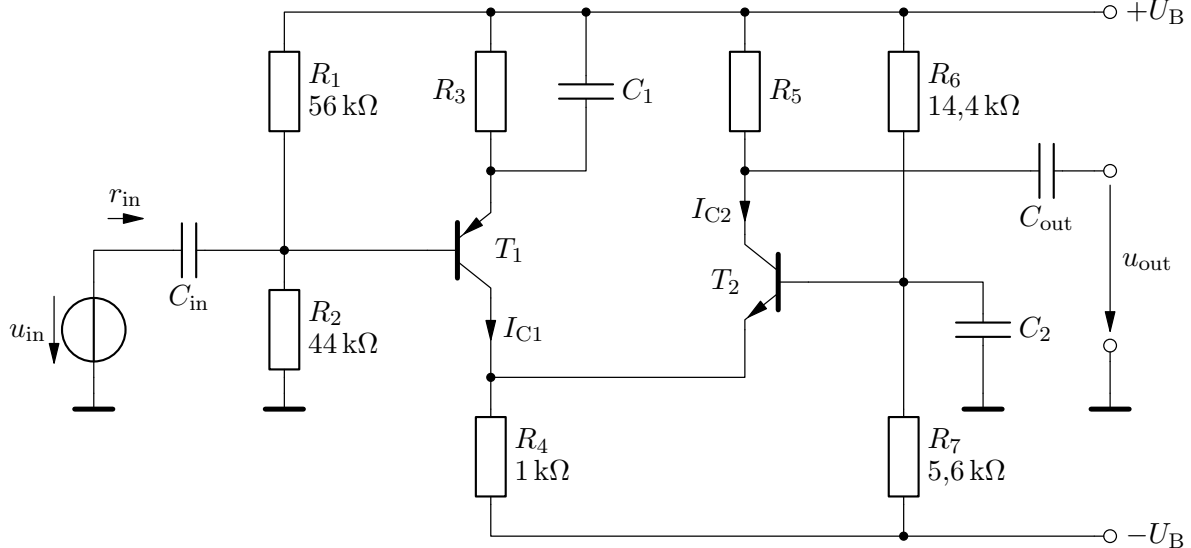 +U_B
R_1
56 kΩ
R_3
C_1
R_5
R_6
14,4 kΩ
r_in
C_in
T_1
I_C2
C_out
u_out
T_2
u_in
R_2
44 kΩ
I_C1
C_2
R_4
1 kΩ
R_7
5,6 kΩ
−U_B